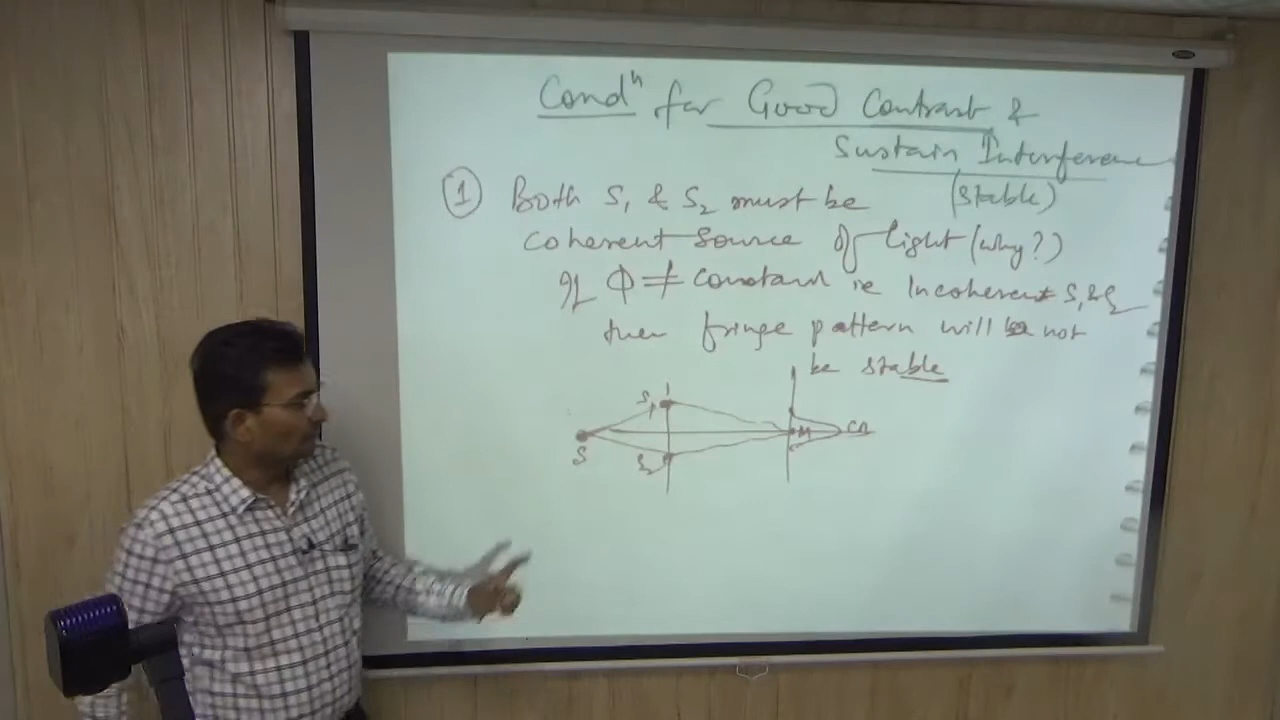 Condⁿ for Good Contrast &
Sustain Interference
(Stable)
① Both S₁ & S₂ must be
Coherent source of light (why?)
If Φ ≠ constant ie Incoherent S₁ & S₂
then fringe pattern will not
be stable
S₁
S
S₂
M